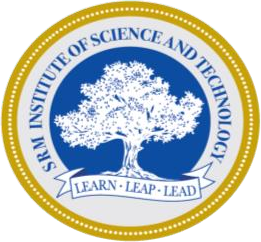 SRM INSTITUTE OF SCIENCE AND TECHNOLOGY
LEARN · LEAP · LEAD